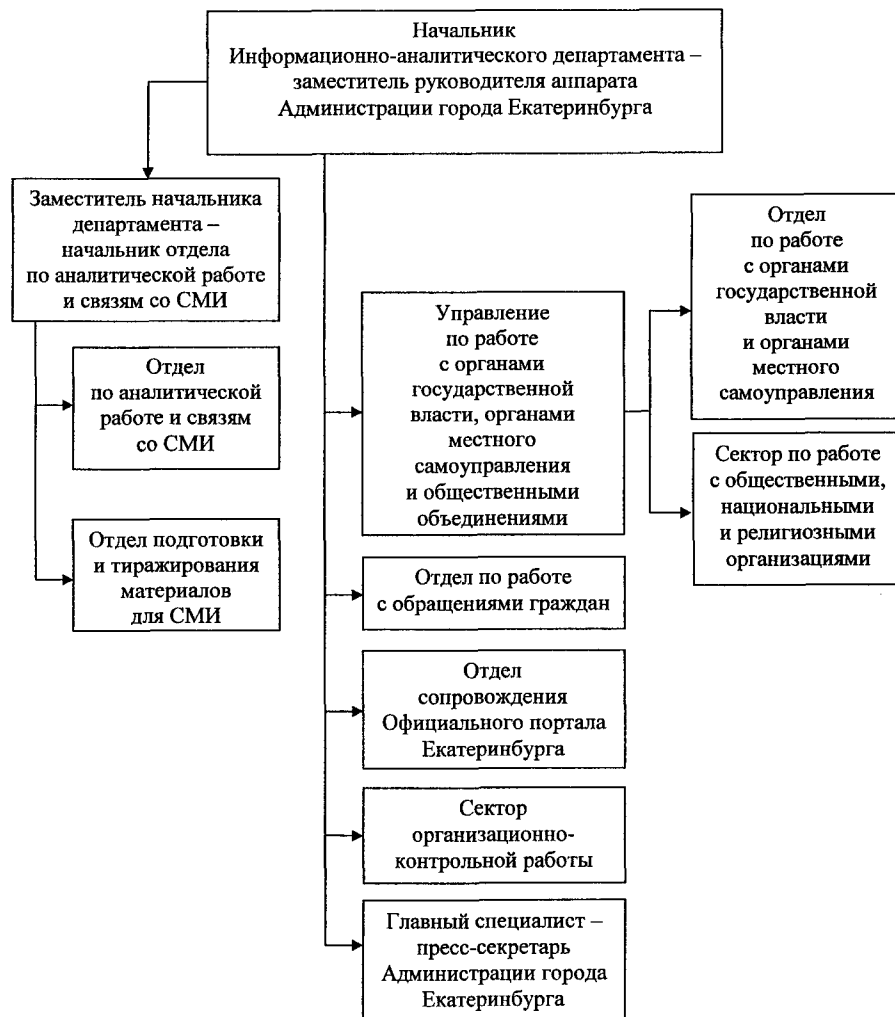 Начальник
Информационно-аналитического департамента –
заместитель руководителя аппарата
Администрации города Екатеринбурга
Заместитель начальника
департамента –
начальник отдела
по аналитической работе
и связям со СМИ
Отдел
по аналитической
работе и связям
со СМИ
Отдел подготовки
и тиражирования
материалов
для СМИ
Управление
по работе
с органами
государственной
власти, органами
местного
самоуправления
и общественными
объединениями
Отдел
по работе
с органами
государственной
власти
и органами
местного
самоуправления
Сектор по работе
с общественными,
национальными
и религиозными
организациями
Отдел по работе
с обращениями граждан
Отдел
сопровождения
Официального портала
Екатеринбурга
Сектор
организационно-
контрольной работы
Главный специалист –
пресс-секретарь
Администрации города
Екатеринбурга